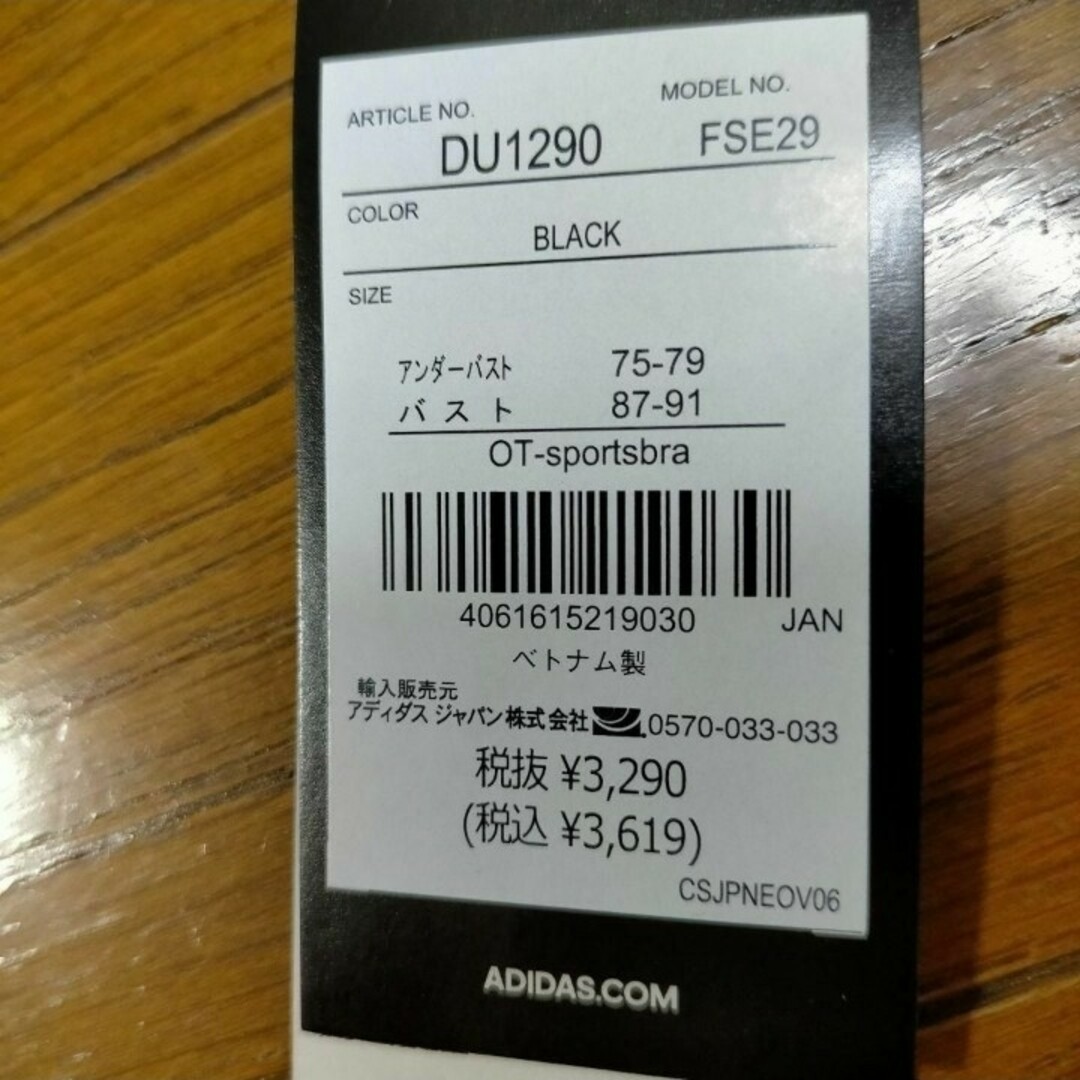 ARTICLE NO. MODEL NO.
DU1290 FSE29
COLOR
BLACK
SIZE
アンダーバスト 75-79
バスト 87-91
OT-sportsbra
4061615219030 JAN
ベトナム製
輸入販売元
アディダス ジャパン株式会社 0570-033-033
税抜 ¥3,290
(税込 ¥3,619)
CSJPNEOV06
ADIDAS.COM